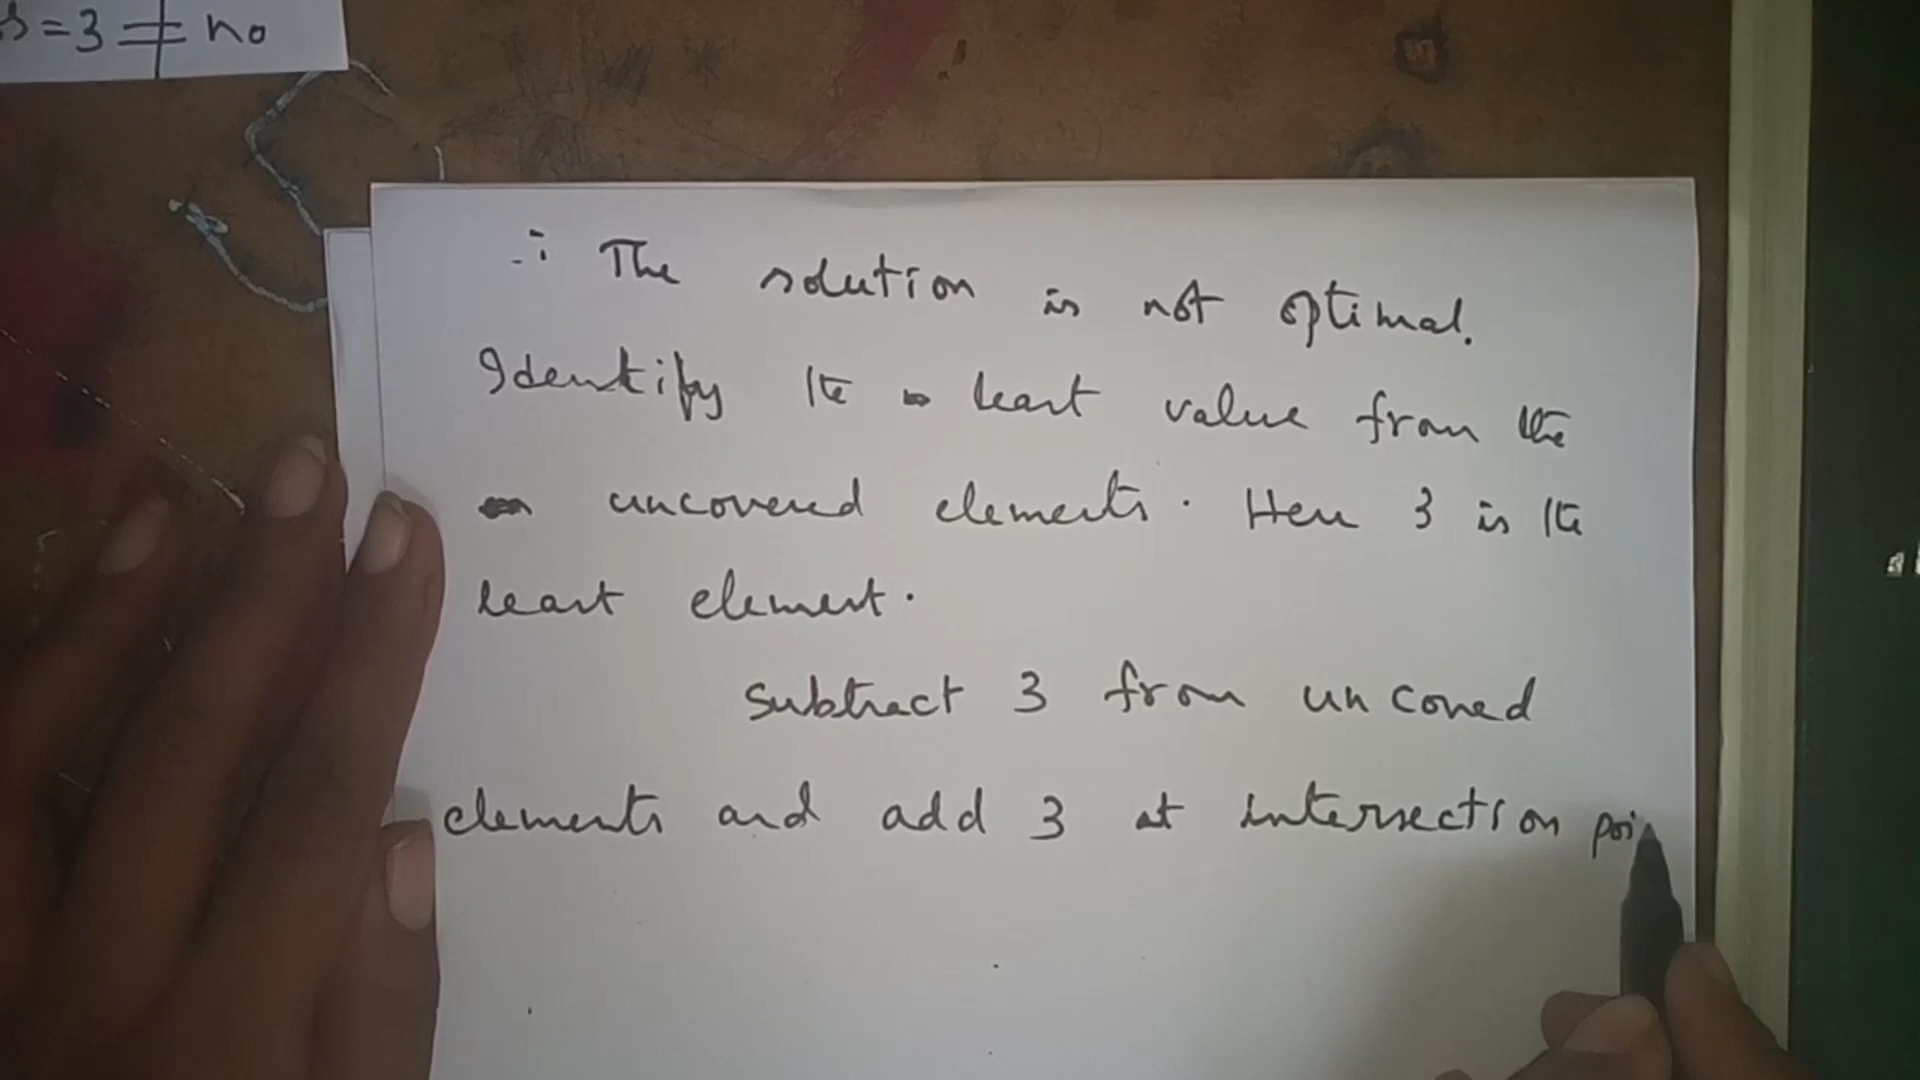 = 3 ≠ no
∴ The solution is not optimal.
Identify the least value from the
uncovered elements. Here 3 is the
least element.
Subtract 3 from uncovered
elements and add 3 at intersection poi